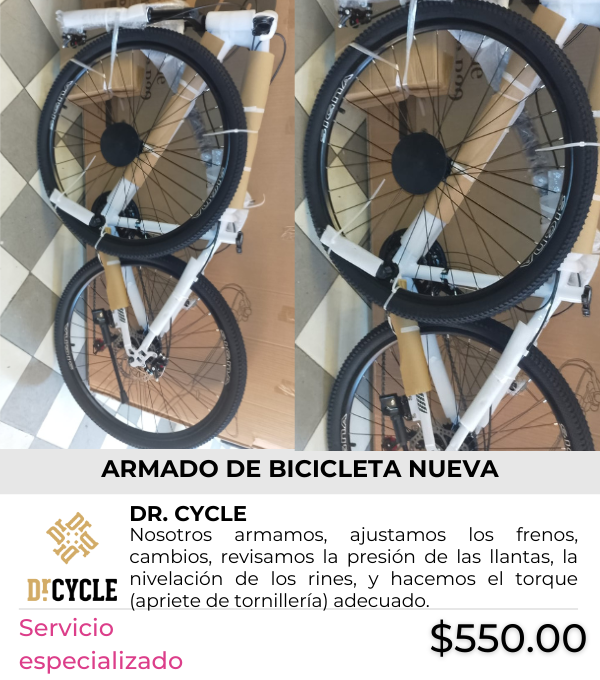 ARMADO DE BICICLETA NUEVA
DR. CYCLE
Nosotros armamos, ajustamos los frenos,
cambios, revisamos la presión de las llantas, la
nivelación de los rines, y hacemos el torque
(apriete de tornillería) adecuado.
Dr.CYCLE
Servicio
especializado
$550.00